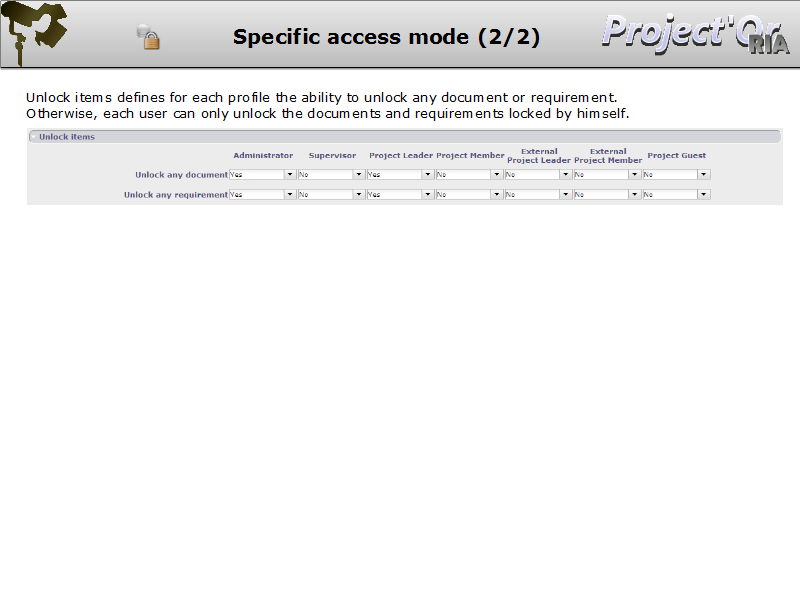 Specific access mode (2/2)
Project'Or
RIA
Unlock items defines for each profile the ability to unlock any document or requirement.
Otherwise, each user can only unlock the documents and requirements locked by himself.
Unlock items
Administrator Supervisor Project Leader Project Member External Project Leader External Project Member Project Guest
Unlock any document Yes No Yes No No No No
Unlock any requirement Yes No Yes No No No No